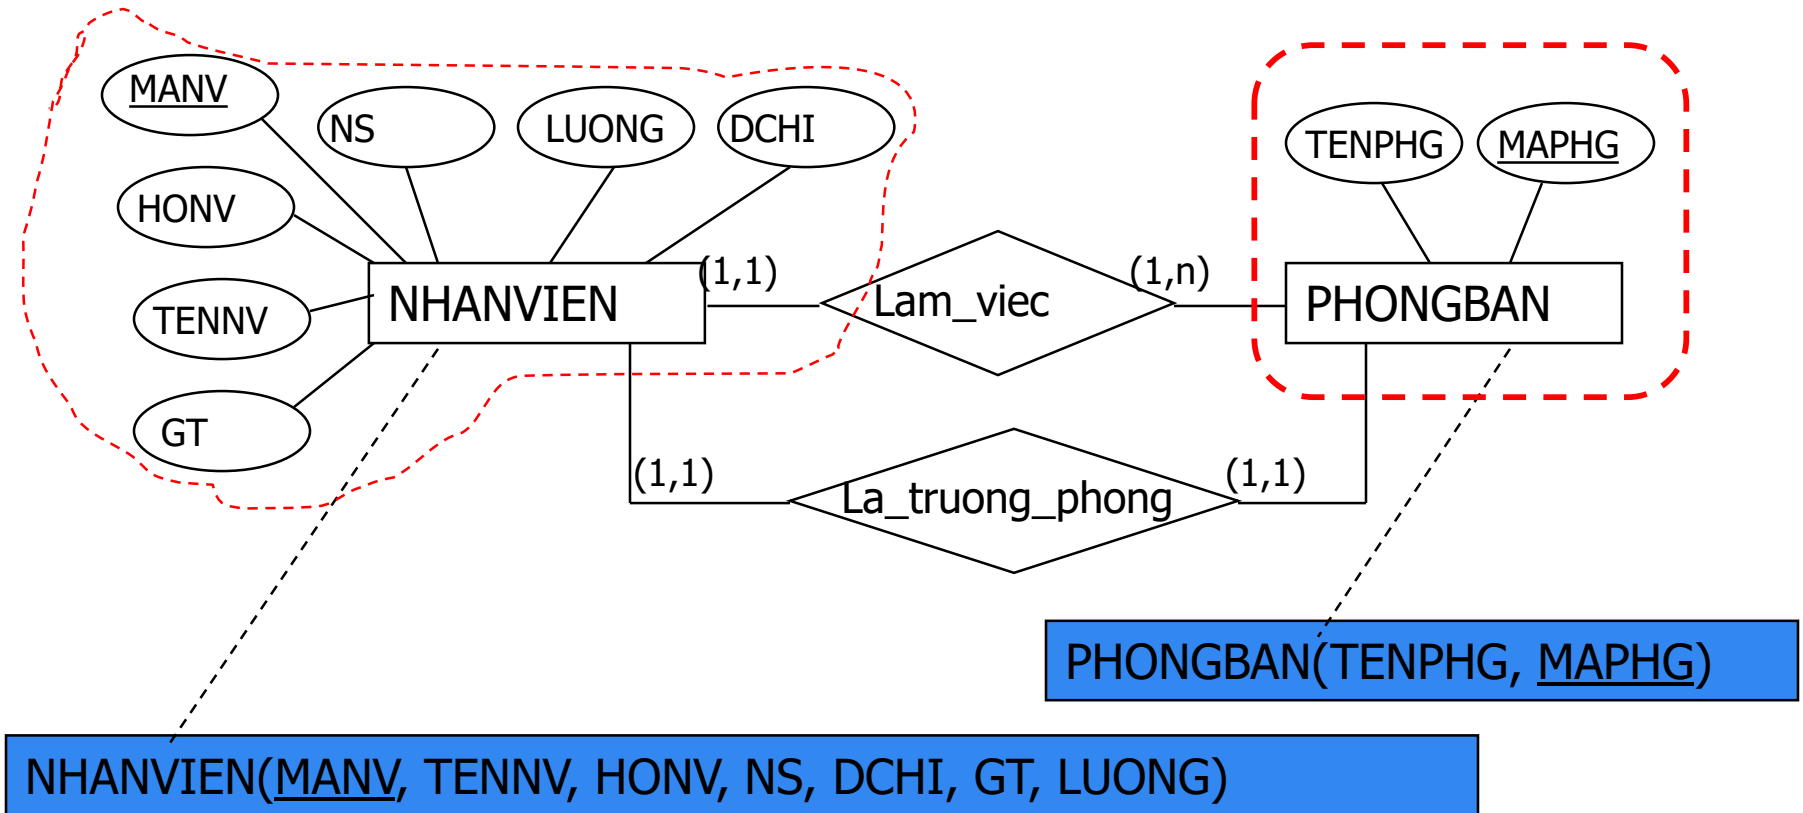 MANV
NS
LUONG
DCHI
TENPHG
MAPHG
HONV
TENNV
GT
NHANVIEN
(1,1)
Lam_viec
(1,n)
PHONGBAN
(1,1)
La_truong_phong
(1,1)
PHONGBAN(TENPHG, MAPHG)
NHANVIEN(MANV, TENNV, HONV, NS, DCHI, GT, LUONG)